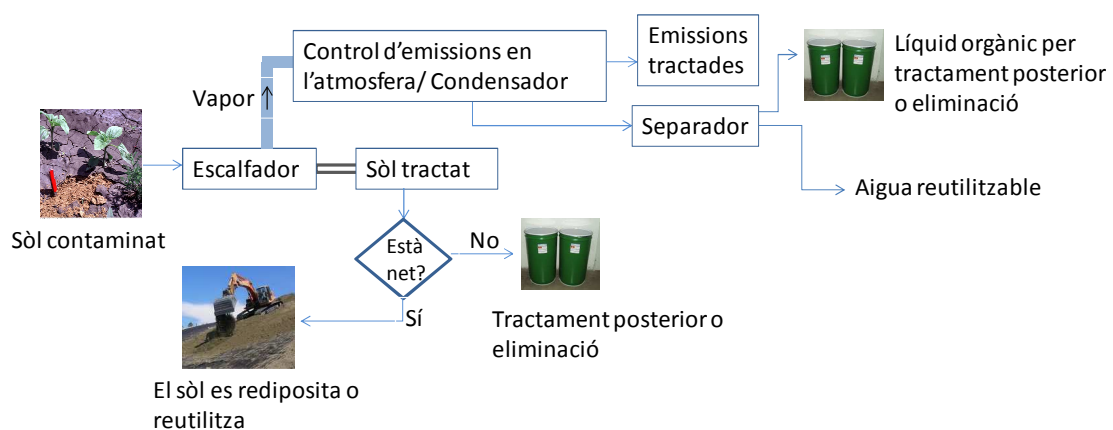 Control d’emissions en
l’atmosfera/ Condensador
Emissions
tractades
Líquid orgànic per
tractament posterior
o eliminació
Vapor
Separador
Escalfador
Sòl tractat
Aigua reutilitzable
Sòl contaminat
Està
net?
No
Sí
Tractament posterior o
eliminació
El sòl es rediposita o
reutilitza